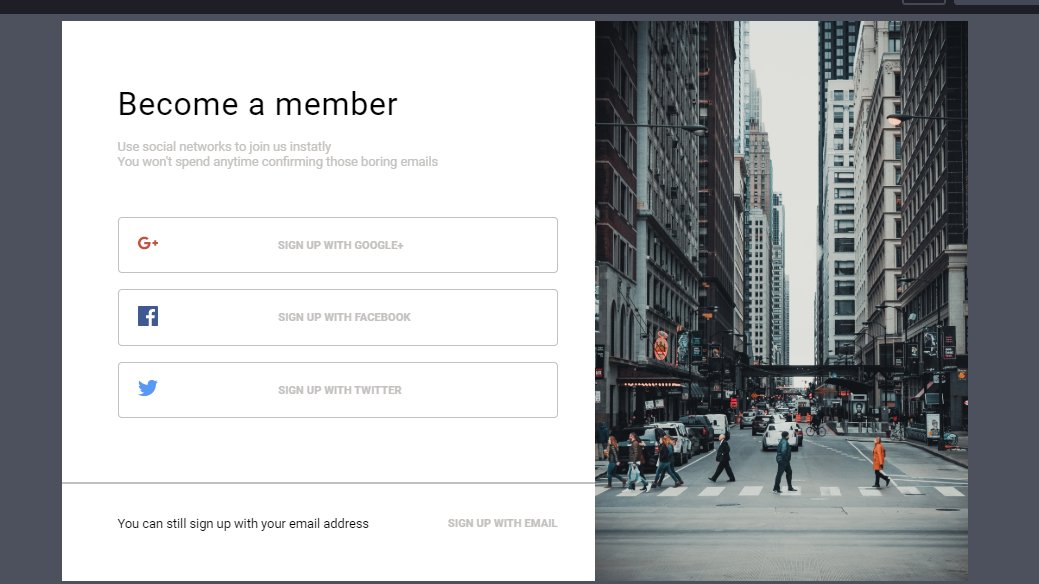 Become a member
Use social networks to join us instatly
You won't spend anytime confirming those boring emails
G+
SIGN UP WITH GOOGLE+
SIGN UP WITH FACEBOOK
SIGN UP WITH TWITTER
You can still sign up with your email address
SIGN UP WITH EMAIL